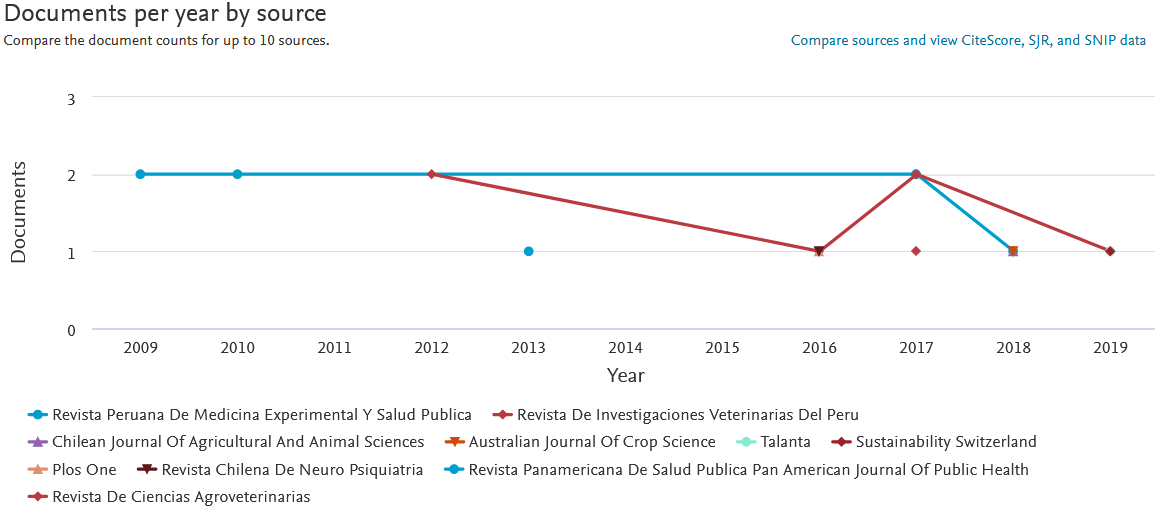 Documents per year by source
Compare the document counts for up to 10 sources.
Compare sources and view CiteScore, SJR, and SNIP data
3
2
1
0
Documents
2009 2010 2011 2012 2013 2014 2015 2016 2017 2018 2019
Year
Revista Peruana De Medicina Experimental Y Salud Publica Revista De Investigaciones Veterinarias Del Peru
Chilean Journal Of Agricultural And Animal Sciences Australian Journal Of Crop Science Talanta Sustainability Switzerland
Plos One Revista Chilena De Neuro Psiquiatria Revista Panamericana De Salud Publica Pan American Journal Of Public Health
Revista De Ciencias Agroveterinarias